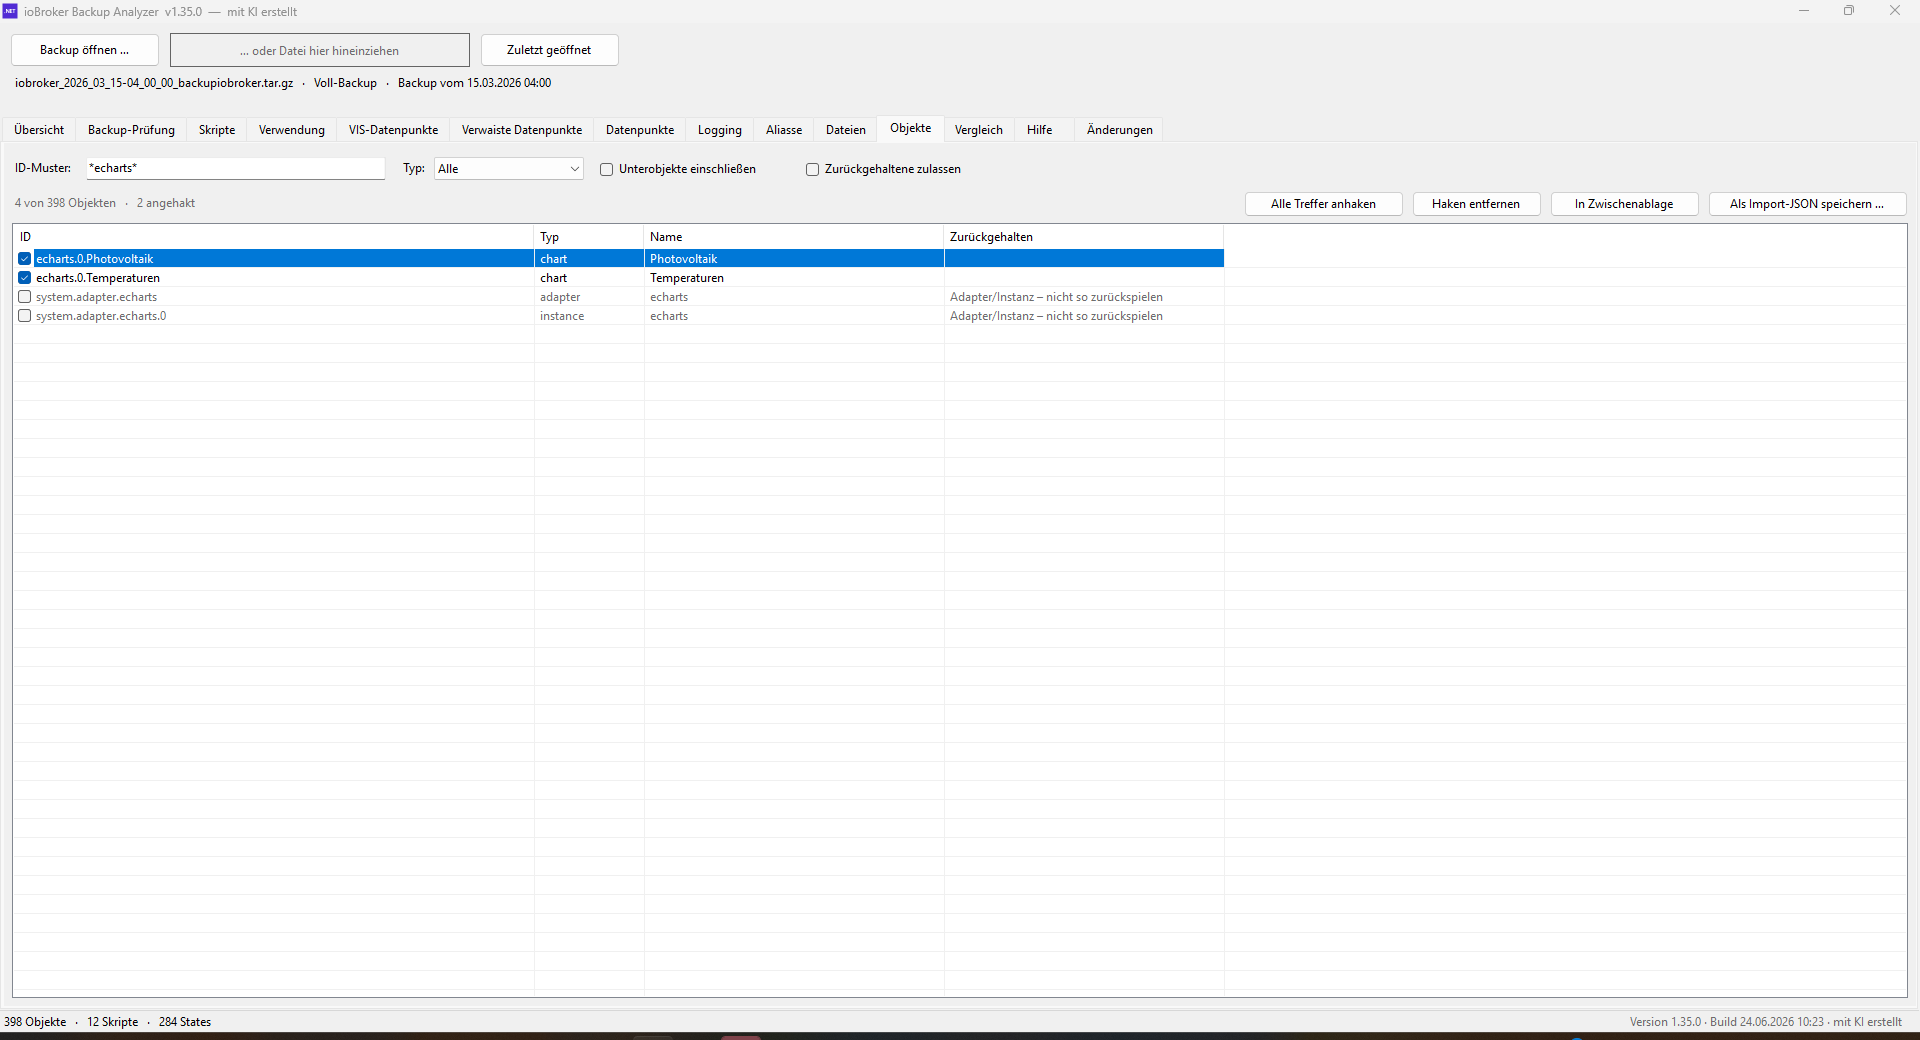 ioBroker Backup Analyzer v1.35.0 — mit KI erstellt
Backup öffnen ... ... oder Datei hier hineinziehen Zuletzt geöffnet
iobroker_2026_03_15-04_00_00_backupiobroker.tar.gz · Voll-Backup · Backup vom 15.03.2026 04:00
Übersicht Backup-Prüfung Skripte Verwendung VIS-Datenpunkte Verwaiste Datenpunkte Datenpunkte Logging Aliasse Dateien Objekte Vergleich Hilfe Änderungen
ID-Muster: *echarts* Typ: Alle Unterobjekte einschließen Zurückgehaltene zulassen
4 von 398 Objekten · 2 angehakt Alle Treffer anhaken Haken entfernen In Zwischenablage Als Import-JSON speichern ...
ID Typ Name Zurückgehalten
echarts.0.Photovoltaik chart Photovoltaik
echarts.0.Temperaturen chart Temperaturen
system.adapter.echarts adapter echarts Adapter/Instanz – nicht so zurückspielen
system.adapter.echarts.0 instance echarts Adapter/Instanz – nicht so zurückspielen
398 Objekte · 12 Skripte · 284 States Version 1.35.0 · Build 24.06.2026 10:23 · mit KI erstellt